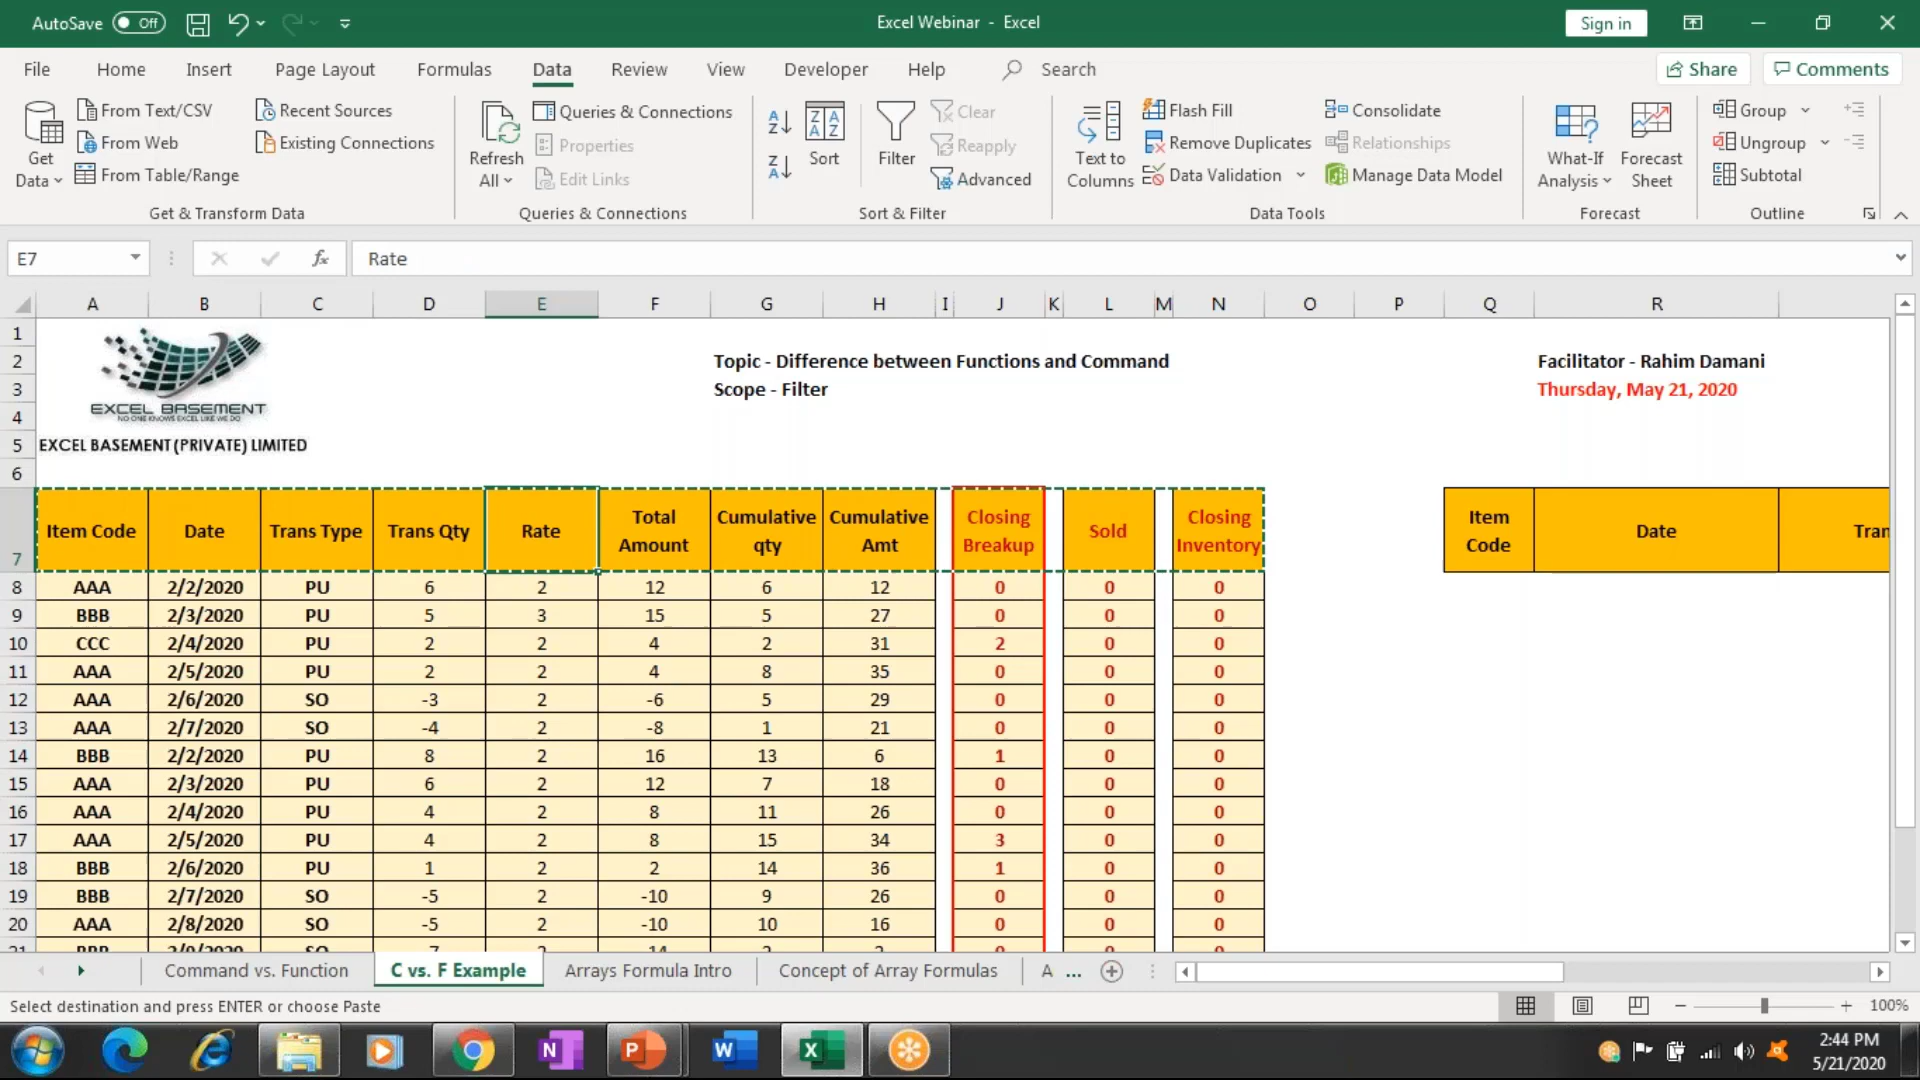 AutoSave Off Excel Webinar - Excel Sign in
File Home Insert Page Layout Formulas Data Review View Developer Help Search Share Comments
Get Data
From Text/CSV
From Web
From Table/Range
Recent Sources
Existing Connections
Get & Transform Data
Refresh All
Queries & Connections
Properties
Edit Links
Queries & Connections
Sort
Filter
Clear
Reapply
Advanced
Sort & Filter
Text to Columns
Flash Fill
Remove Duplicates
Data Validation
Consolidate
Relationships
Manage Data Model
Data Tools
What-If Analysis
Forecast Sheet
Forecast
Group
Ungroup
Subtotal
Outline
E7 fx Rate
A B C D E F G H I J K L M N O P Q R
1
2 Topic - Difference between Functions and Command Facilitator - Rahim Damani
3 Scope - Filter Thursday, May 21, 2020
4 EXCEL BASEMENT
NO ONE KNOWS EXCEL LIKE WE DO
5 EXCEL BASEMENT (PRIVATE) LIMITED
6
7 Item Code Date Trans Type Trans Qty Rate Total Amount Cumulative qty Cumulative Amt Closing Breakup Sold Closing Inventory Item Code Date
8 AAA 2/2/2020 PU 6 2 12 6 12 0 0 0
9 BBB 2/3/2020 PU 5 3 15 5 27 0 0 0
10 CCC 2/4/2020 PU 2 2 4 2 31 2 0 0
11 AAA 2/5/2020 PU 2 2 4 8 35 0 0 0
12 AAA 2/6/2020 SO -3 2 -6 5 29 0 0 0
13 AAA 2/7/2020 SO -4 2 -8 1 21 0 0 0
14 BBB 2/2/2020 PU 8 2 16 13 6 1 0 0
15 AAA 2/3/2020 PU 6 2 12 7 18 0 0 0
16 AAA 2/4/2020 PU 4 2 8 11 26 0 0 0
17 AAA 2/5/2020 PU 4 2 8 15 34 3 0 0
18 BBB 2/6/2020 PU 1 2 2 14 36 1 0 0
19 BBB 2/7/2020 SO -5 2 -10 9 26 0 0 0
20 AAA 2/8/2020 SO -5 2 -10 10 16 0 0 0
Command vs. Function C vs. F Example Arrays Formula Intro Concept of Array Formulas A ...
Select destination and press ENTER or choose Paste 100%
2:44 PM
5/21/2020